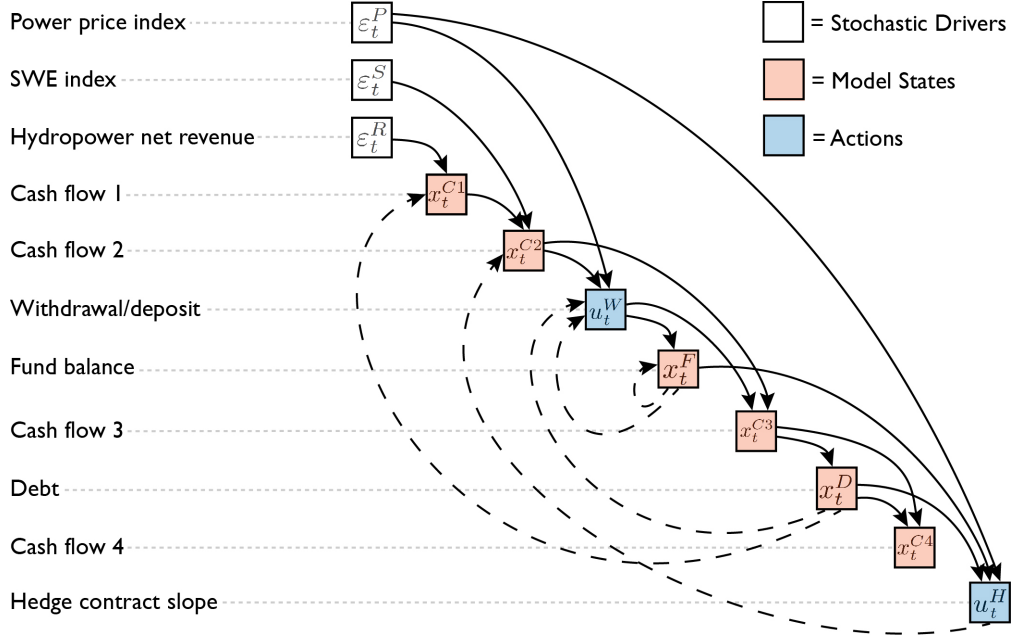 Power price index ε_t^P = Stochastic Drivers
SWE index ε_t^S = Model States
Hydropower net revenue ε_t^R = Actions
Cash flow 1 x_t^{C1}
Cash flow 2 x_t^{C2}
Withdrawal/deposit u_t^W
Fund balance x_t^F
Cash flow 3 x_t^{C3}
Debt x_t^D
Cash flow 4 x_t^{C4}
Hedge contract slope u_t^H